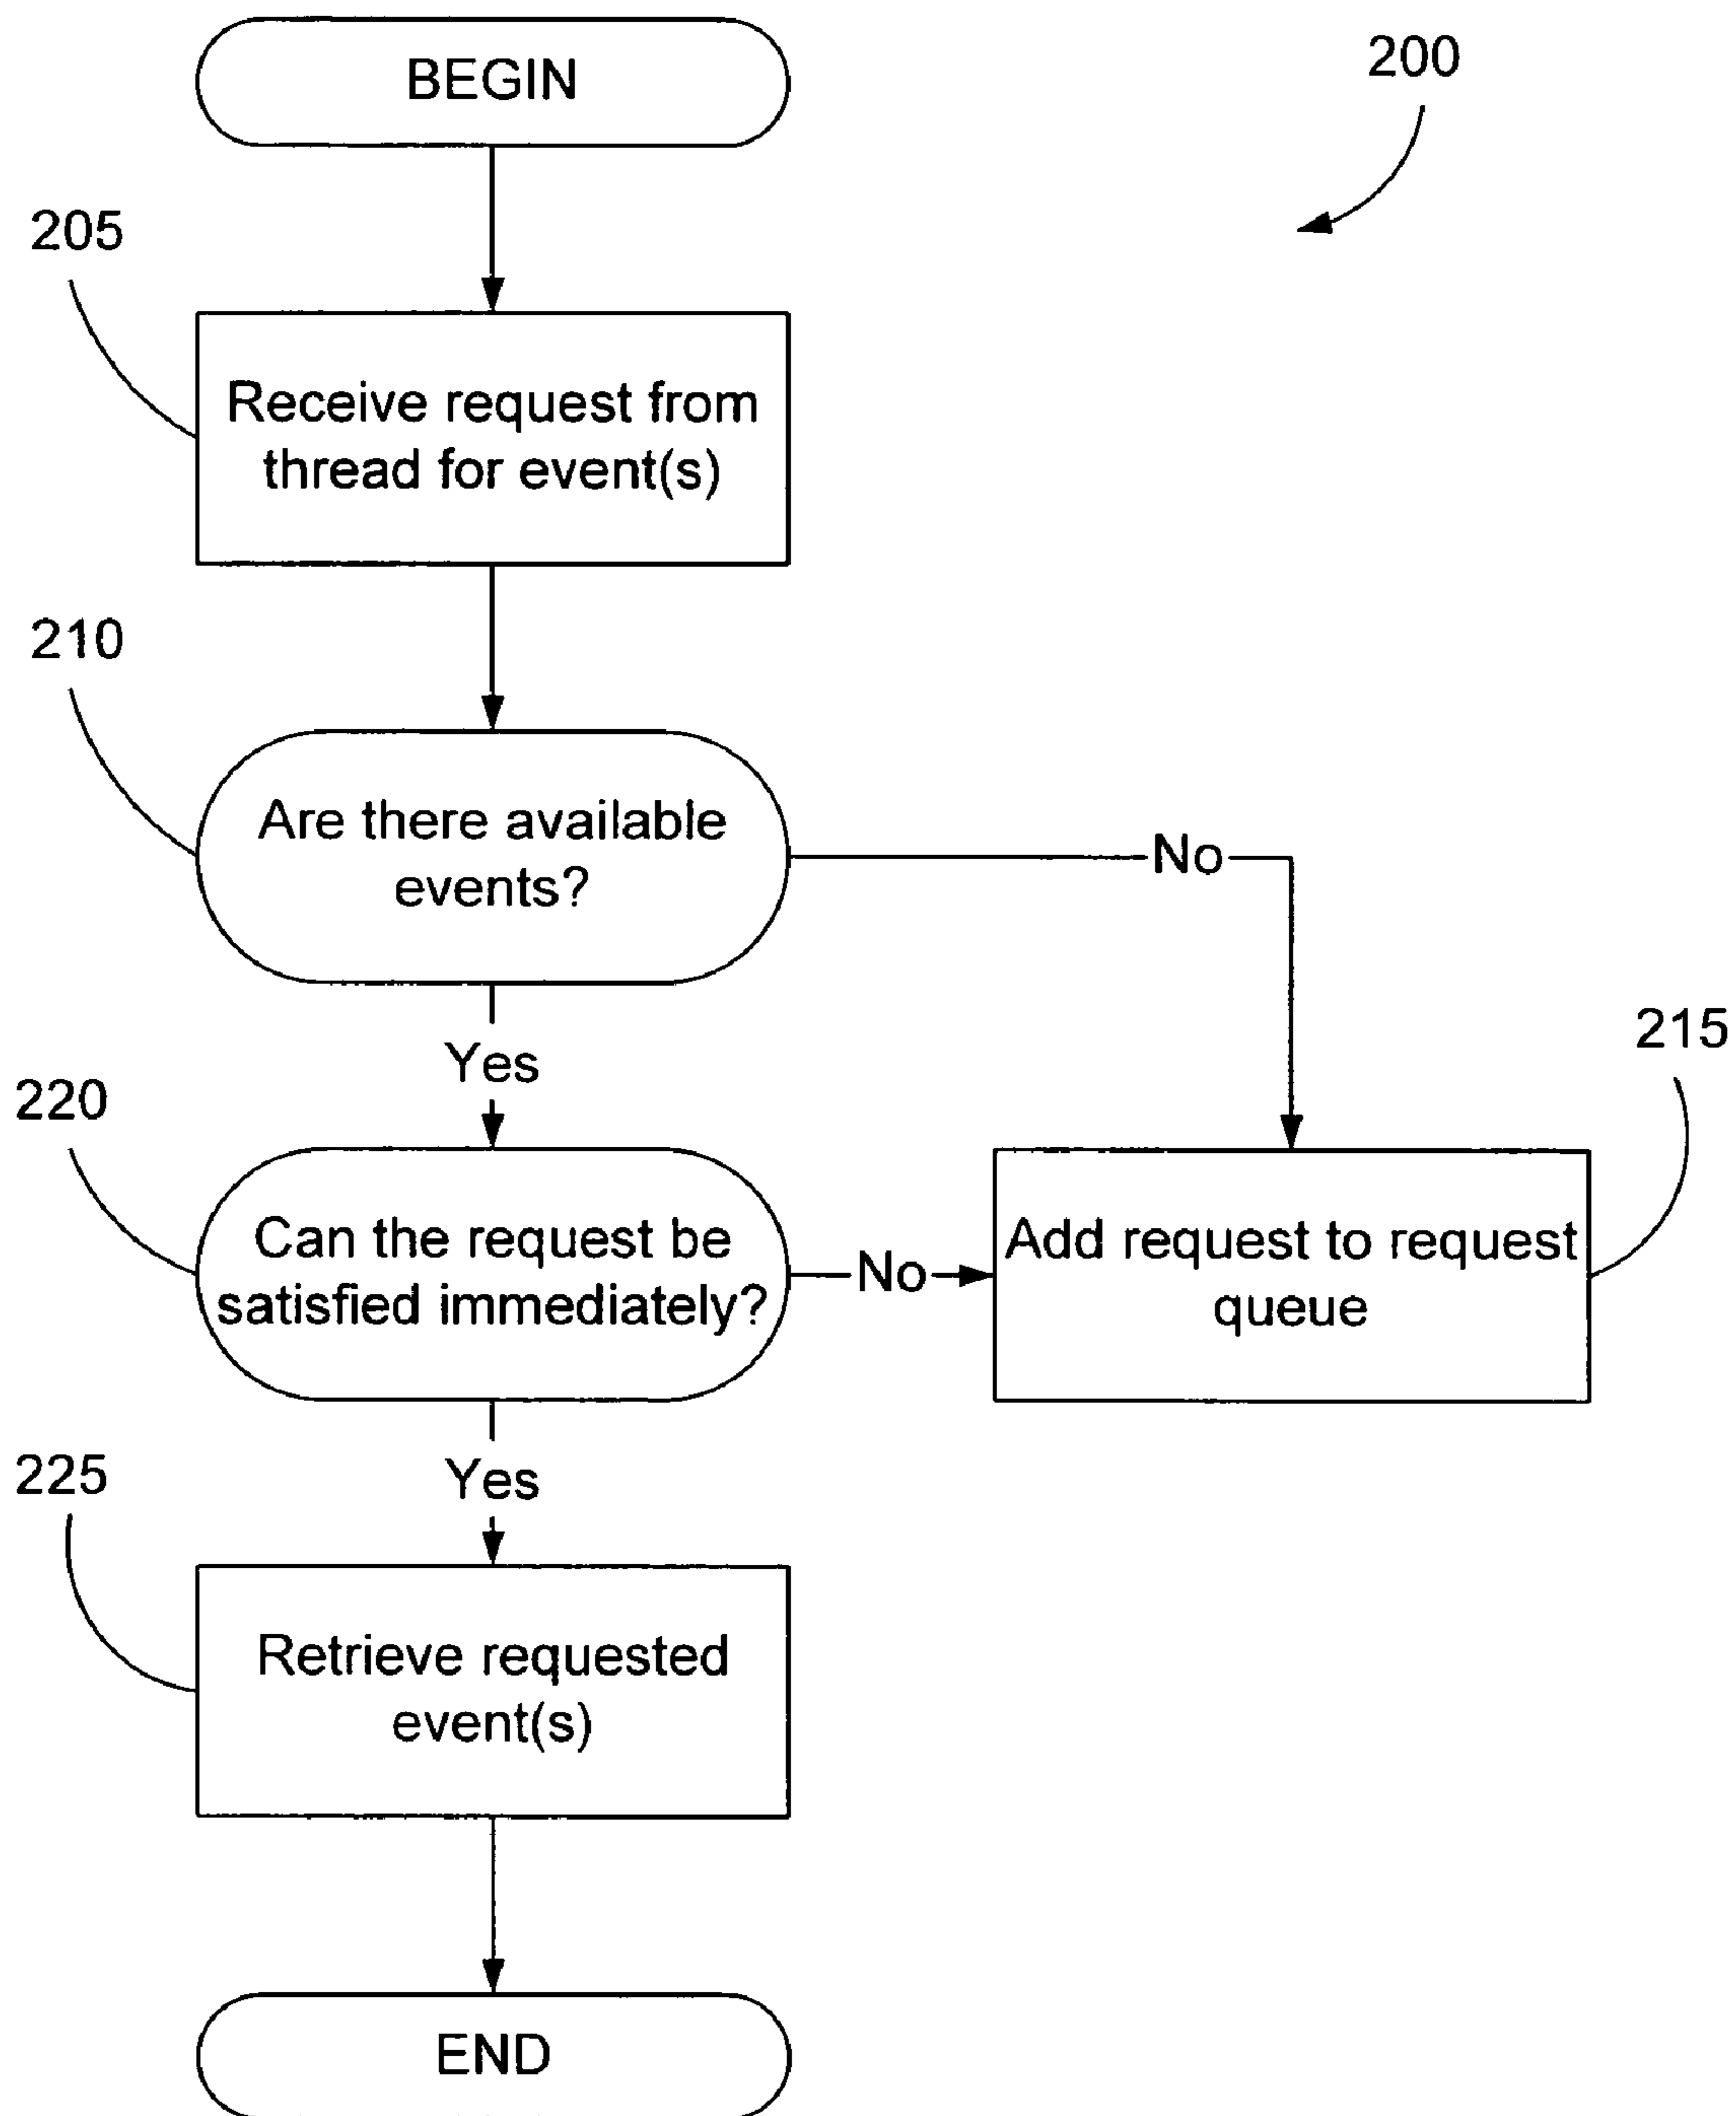 BEGIN
200
205
Receive request from
thread for event(s)
210
Are there available
events?
No
Yes
215
220
Can the request be
satisfied immediately?
No
Add request to request
queue
225
Yes
Retrieve requested
event(s)
END